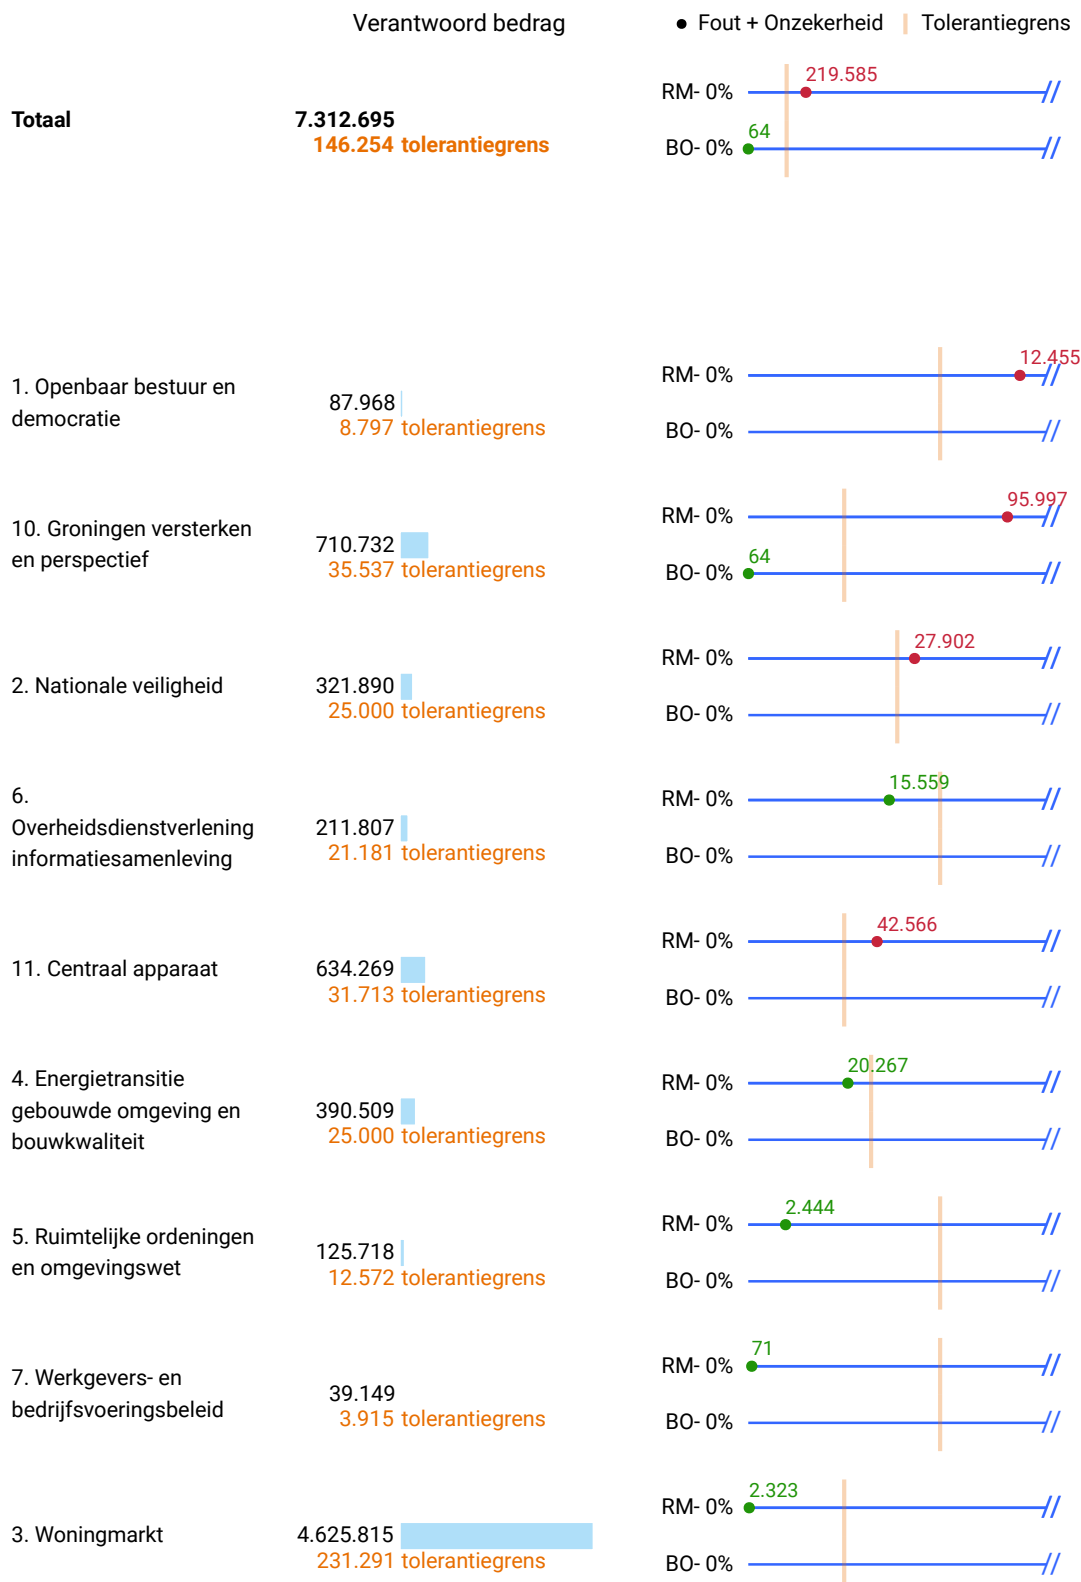 Verantwoord bedrag
Fout + Onzekerheid
Tolerantiegrens
Totaal
7.312.695
146.254 tolerantiegrens
RM- 0%
219.585
BO- 0%
64
1. Openbaar bestuur en
democratie
87.968
8.797 tolerantiegrens
RM- 0%
12.455
BO- 0%
10. Groningen versterken
en perspectief
710.732
35.537 tolerantiegrens
RM- 0%
95.997
BO- 0%
64
2. Nationale veiligheid
321.890
25.000 tolerantiegrens
RM- 0%
27.902
BO- 0%
6.
Overheidsdienstverlening
informatiesamenleving
211.807
21.181 tolerantiegrens
RM- 0%
15.559
BO- 0%
11. Centraal apparaat
634.269
31.713 tolerantiegrens
RM- 0%
42.566
BO- 0%
4. Energietransitie
gebouwde omgeving en
bouwkwaliteit
390.509
25.000 tolerantiegrens
RM- 0%
20.267
BO- 0%
5. Ruimtelijke ordeningen
en omgevingswet
125.718
12.572 tolerantiegrens
RM- 0%
2.444
BO- 0%
7. Werkgevers- en
bedrijfsvoeringsbeleid
39.149
3.915 tolerantiegrens
RM- 0%
71
BO- 0%
3. Woningmarkt
4.625.815
231.291 tolerantiegrens
RM- 0%
2.323
BO- 0%